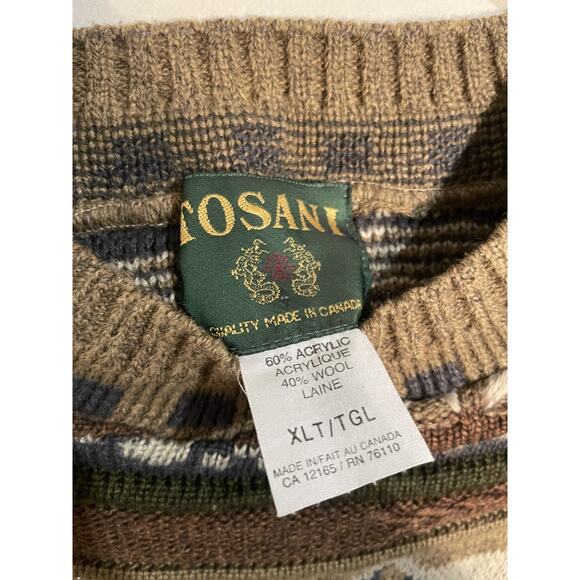 TOSANI
QUALITY MADE IN CANADA
60% ACRYLIC
ACRYLIQUE
40% WOOL
LAINE
XLT/TGL
MADE IN/FAIT AU CANADA
CA 12165 / RN 76110